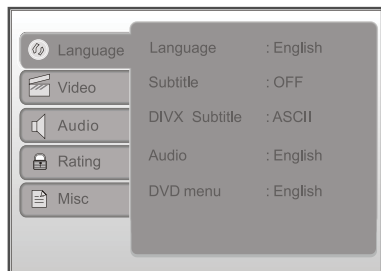 Language
Video
Audio
Rating
Misc
Language : English
Subtitle : OFF
DIVX Subtitle : ASCII
Audio : English
DVD menu : English